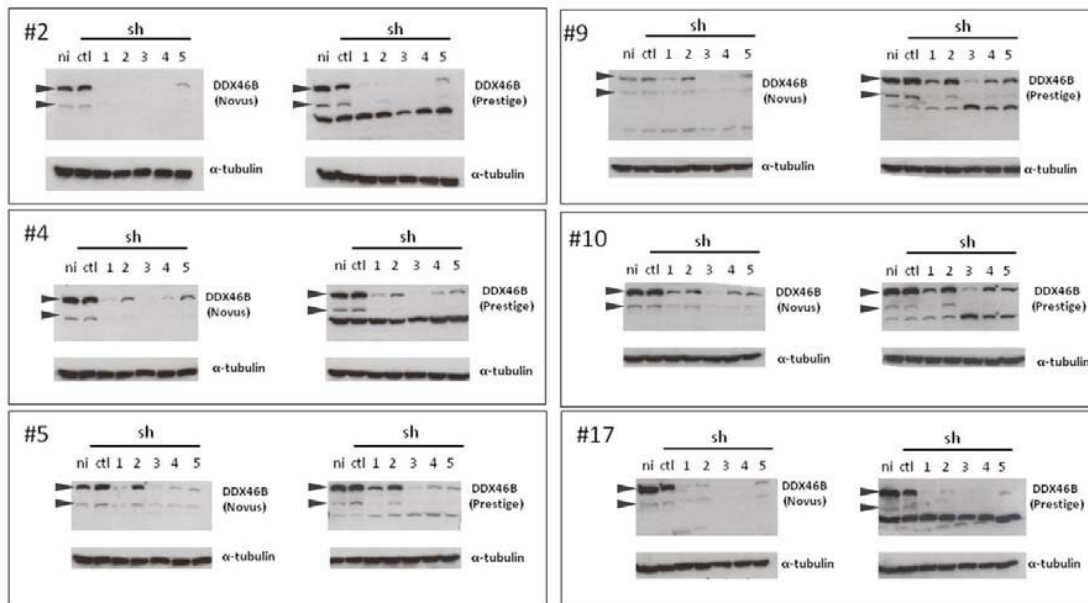 #2
sh
ni ctl 1 2 3 4 5
DDX46B
(Novus)
α-tubulin
sh
ni ctl 1 2 3 4 5
DDX46B
(Prestige)
α-tubulin
#4
sh
ni ctl 1 2 3 4 5
DDX46B
(Novus)
α-tubulin
sh
ni ctl 1 2 3 4 5
DDX46B
(Prestige)
α-tubulin
#5
sh
ni ctl 1 2 3 4 5
DDX46B
(Novus)
α-tubulin
sh
ni ctl 1 2 3 4 5
DDX46B
(Prestige)
α-tubulin
#9
sh
ni ctl 1 2 3 4 5
DDX46B
(Novus)
α-tubulin
sh
ni ctl 1 2 3 4 5
DDX46B
(Prestige)
α-tubulin
#10
sh
ni ctl 1 2 3 4 5
DDX46B
(Novus)
α-tubulin
sh
ni ctl 1 2 3 4 5
DDX46B
(Prestige)
α-tubulin
#17
sh
ni ctl 1 2 3 4 5
DDX46B
(Novus)
α-tubulin
sh
ni ctl 1 2 3 4 5
DDX46B
(Prestige)
α-tubulin